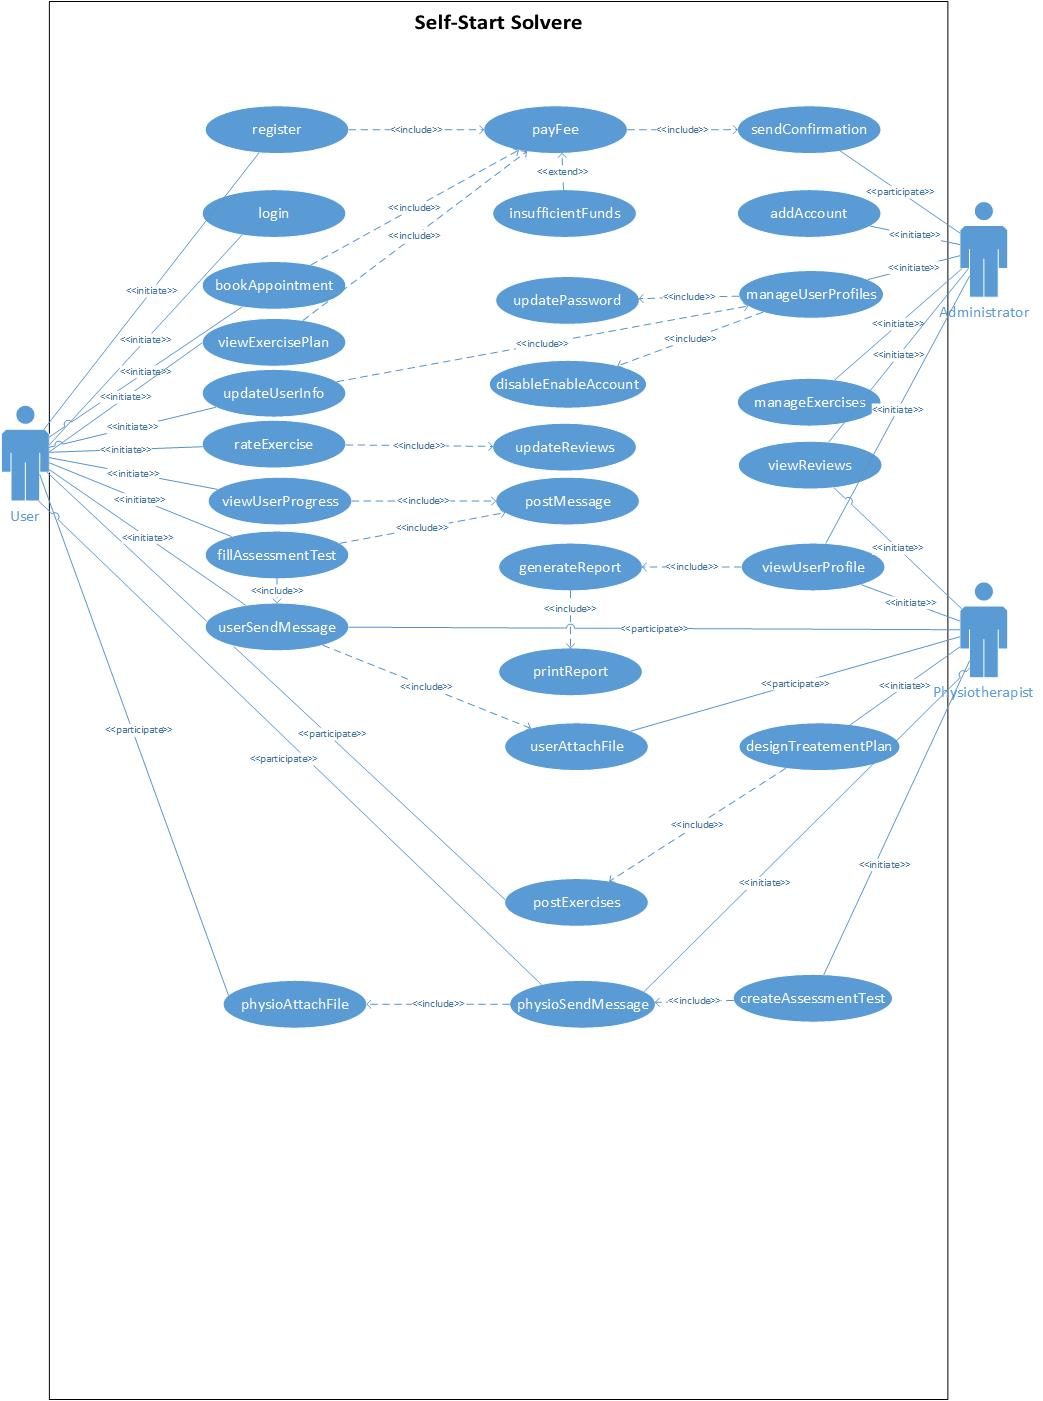 Self-Start Solvere
register
<<include>>
payFee
<<include>>
sendConfirmation
<<extend>>
<<participate>>
login
<<include>>
insufficientFunds
addAccount
<<include>>
<<initiate>>
<<initiate>>
bookAppointment
<<initiate>>
updatePassword
<<include>>
manageUserProfiles
Administrator
<<initiate>>
viewExercisePlan
<<include>>
<<include>>
<<initiate>>
<<initiate>>
<<initiate>>
disableEnableAccount
<<initiate>>
updateUserInfo
manageExercises
<<initiate>>
<<initiate>>
rateExercise
<<include>>
updateReviews
<<initiate>>
viewReviews
<<initiate>>
viewUserProgress
<<include>>
postMessage
<<initiate>>
User
<<include>>
<<initiate>>
<<initiate>>
fillAssessmentTest
generateReport
<<include>>
viewUserProfile
<<include>>
<<initiate>>
<<include>>
userSendMessage
<<participate>>
printReport
<<include>>
<<participate>>
<<initiate>>
Physiotherapist
<<participate>>
<<participate>>
userAttachFile
designTreatementPlan
<<participate>>
<<include>>
<<initiate>>
<<initiate>>
postExercises
physioAttachFile
<<include>>
physioSendMessage
<<include>>
createAssessmentTest